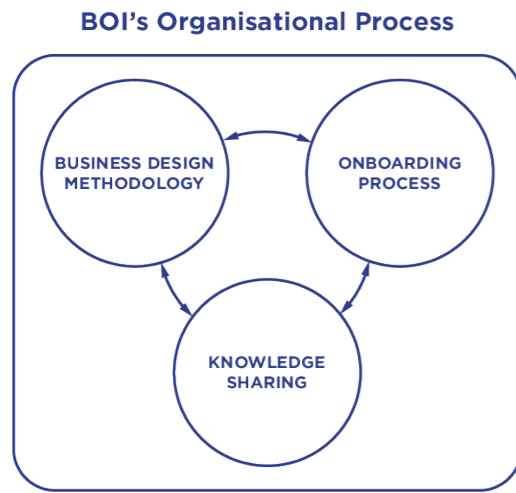 BOI’s Organisational Process
BUSINESS DESIGN
METHODOLOGY
ONBOARDING
PROCESS
KNOWLEDGE
SHARING